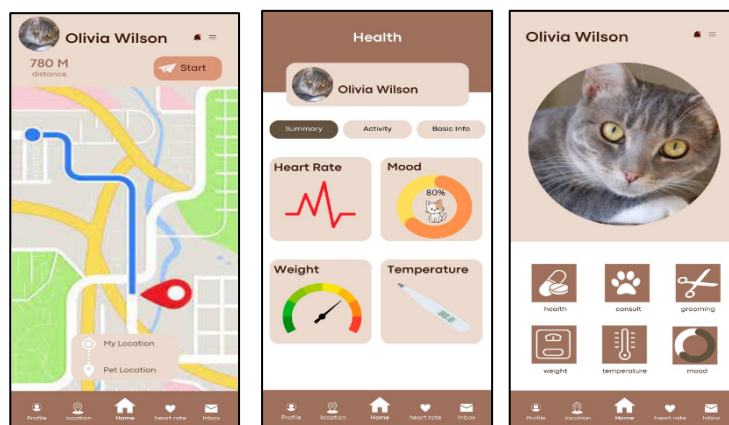 Olivia Wilson
780 M
distance
Start
My Location
Pet Location
Profile
location
Home
heart rate
Inbox
Health
Olivia Wilson
Summary
Activity
Basic Info
Heart Rate
Mood
80%
Weight
Temperature
Profile
location
Home
heart rate
Inbox
Olivia Wilson
health
consult
grooming
weight
temperature
mood
Profile
location
Home
heart rate
Inbox